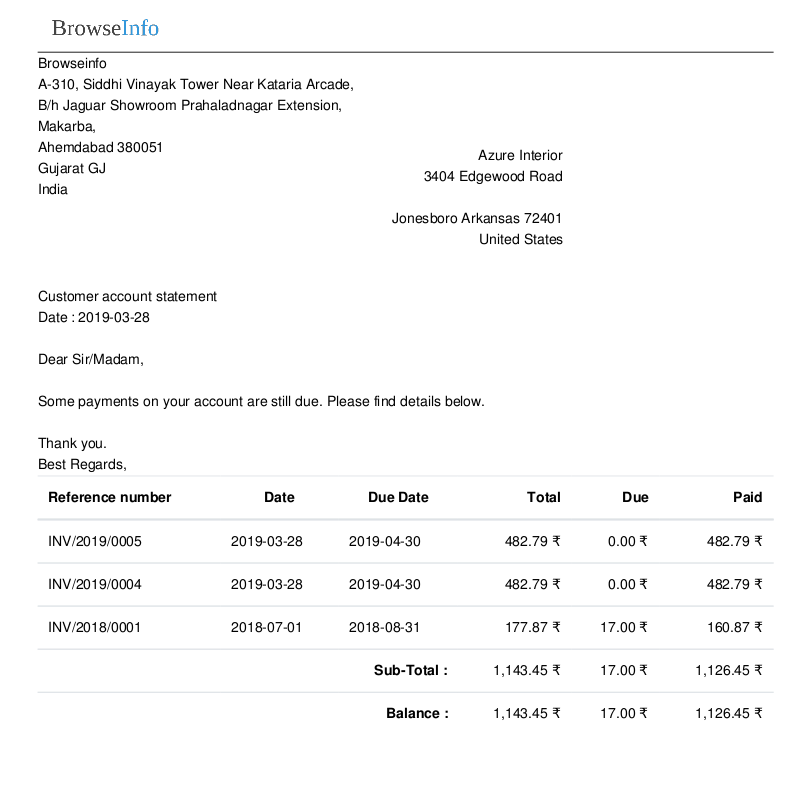 BrowseInfo
Browseinfo
A-310, Siddhi Vinayak Tower Near Kataria Arcade,
B/h Jaguar Showroom Prahaladnagar Extension,
Makarba,
Ahemdabad 380051
Gujarat GJ
India
Azure Interior
3404 Edgewood Road
Jonesboro Arkansas 72401
United States
Customer account statement
Date : 2019-03-28
Dear Sir/Madam,
Some payments on your account are still due. Please find details below.
Thank you.
Best Regards,
Reference number Date Due Date Total Due Paid
INV/2019/0005 2019-03-28 2019-04-30 482.79 ₹ 0.00 ₹ 482.79 ₹
INV/2019/0004 2019-03-28 2019-04-30 482.79 ₹ 0.00 ₹ 482.79 ₹
INV/2018/0001 2018-07-01 2018-08-31 177.87 ₹ 17.00 ₹ 160.87 ₹
Sub-Total : 1,143.45 ₹ 17.00 ₹ 1,126.45 ₹
Balance : 1,143.45 ₹ 17.00 ₹ 1,126.45 ₹